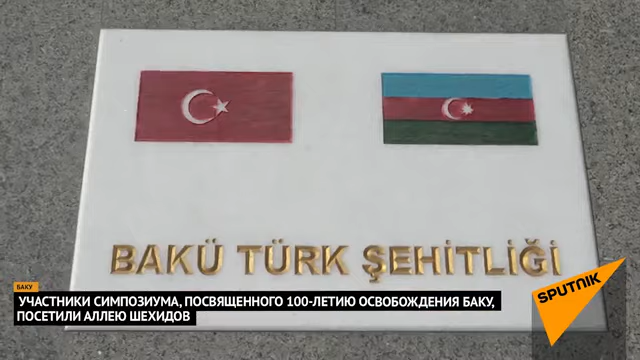 BAKÜ TÜRK ŞEHİTLİĞİ
БАКУ
УЧАСТНИКИ СИМПОЗИУМА, ПОСВЯЩЕННОГО 100-ЛЕТИЮ ОСВОБОЖДЕНИЯ БАКУ,
ПОСЕТИЛИ АЛЛЕЮ ШЕХИДОВ
SPUTNIK